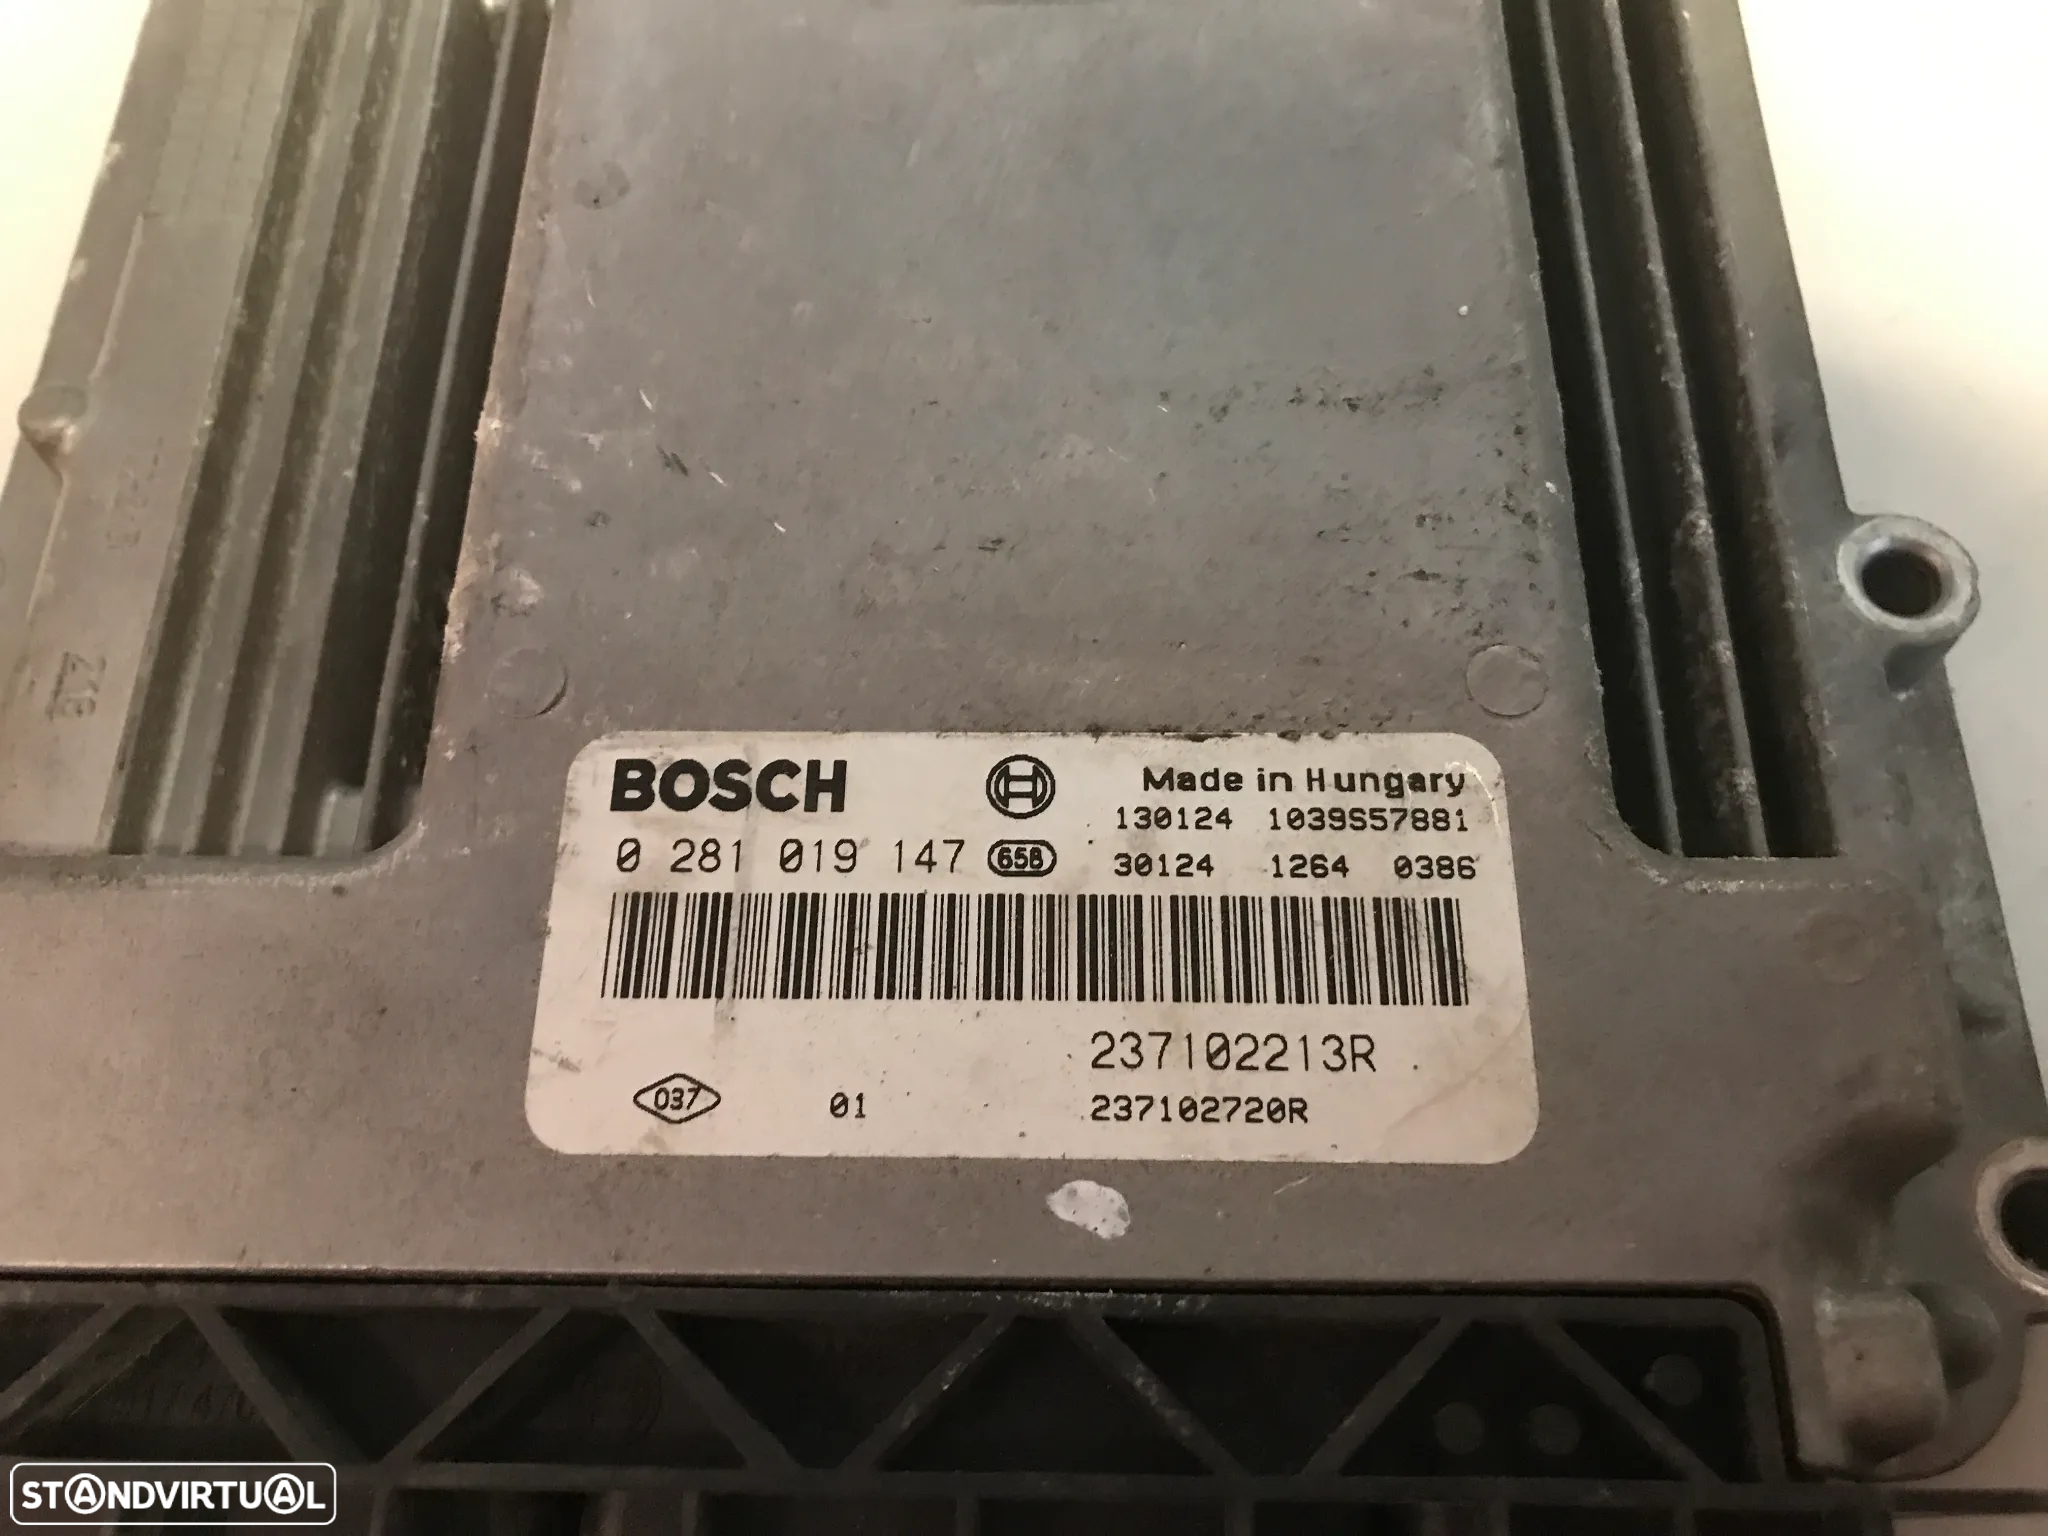 BOSCH
Made in Hungary
130124 1039S57881
0 281 019 147 658 30124 1264 0386
237102213R
037 01 237102720R
STANDVIRTUAL